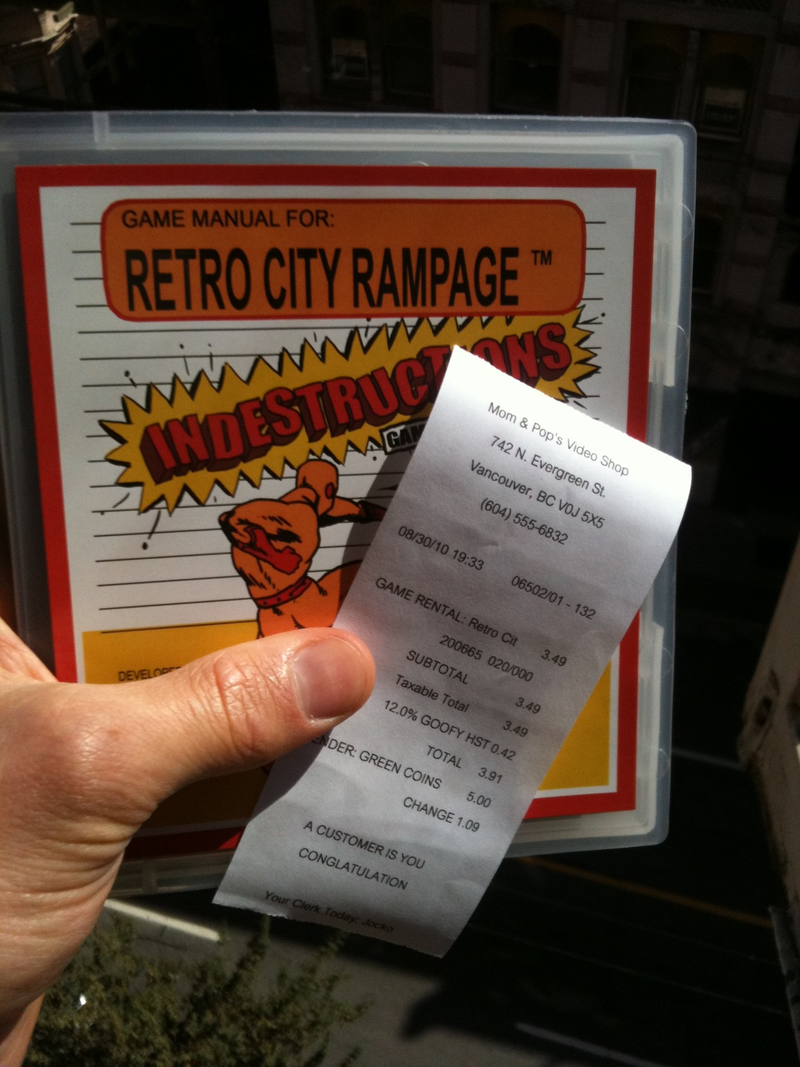 GAME MANUAL FOR:
RETRO CITY RAMPAGE ™
INDESTRUCTIONS
Mom & Pop's Video Shop
742 N. Evergreen St.
Vancouver, BC V0J 5X5
(604) 555-6832
08/30/10 19:33 06502/01 - 132
GAME RENTAL: Retro Cit 3.49
200665 020/000
SUBTOTAL 3.49
Taxable Total 3.49
12.0% GOOFY HST 0.42
TOTAL 3.91
ENDER: GREEN COINS 5.00
CHANGE 1.09
A CUSTOMER IS YOU
CONGLATULATION
Your Clerk Today: Jocko